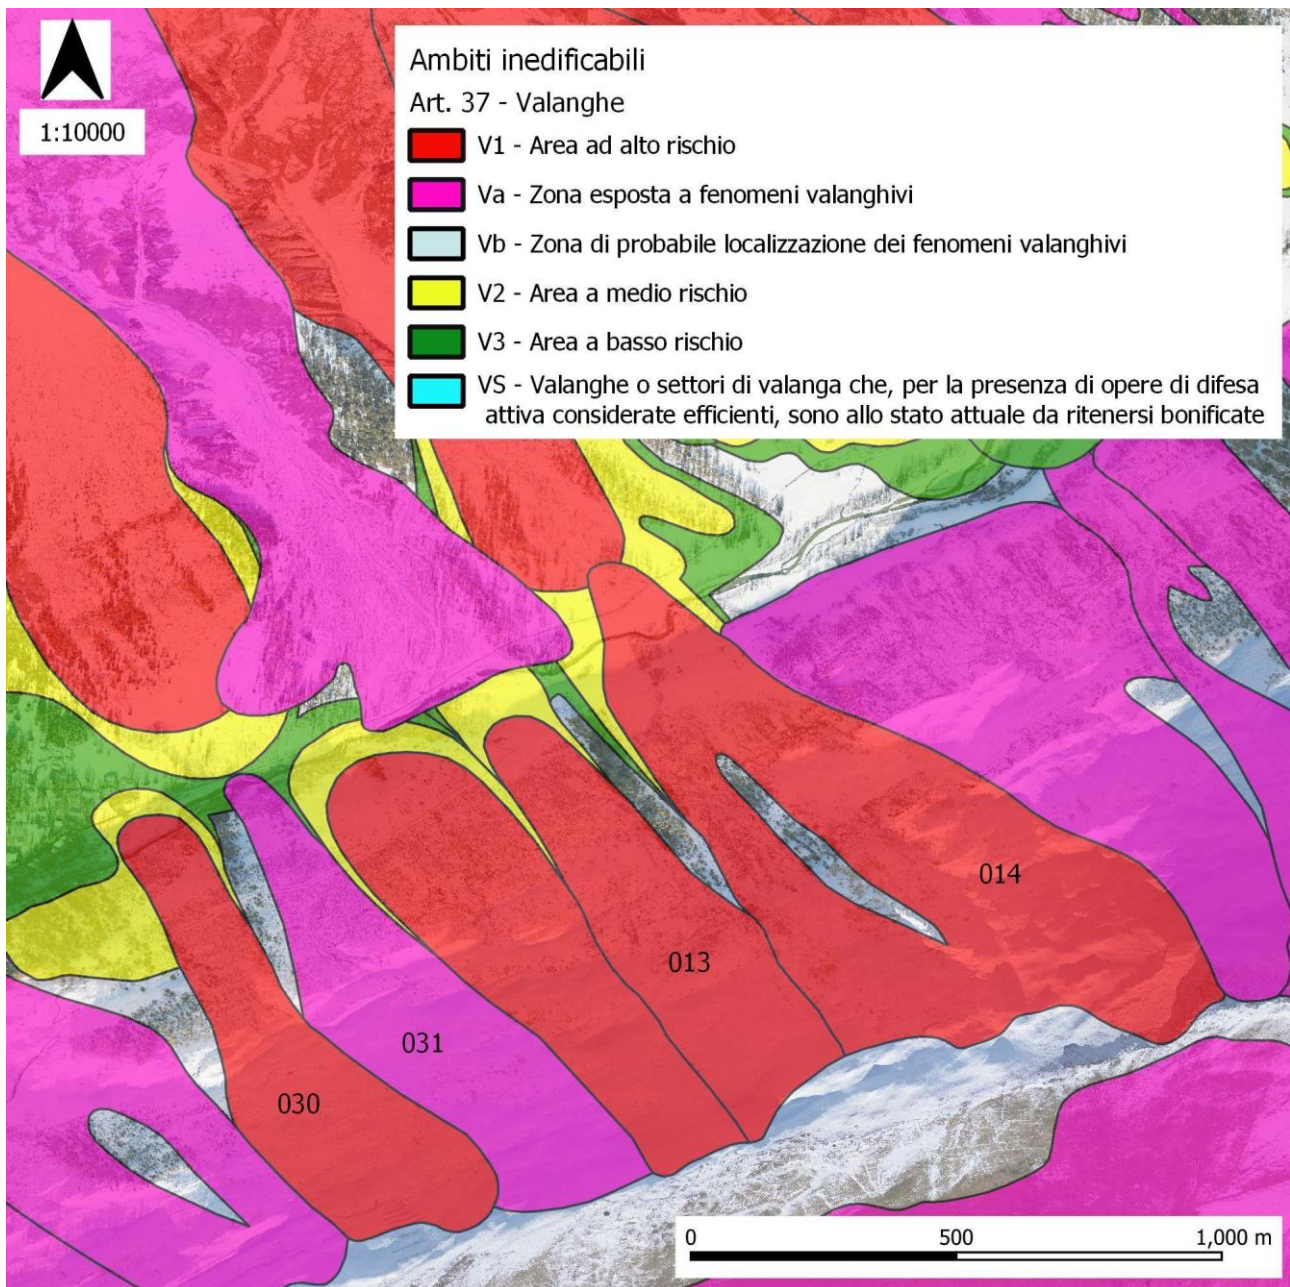 1:10000
Ambiti inedificabili
Art. 37 - Valanghe
V1 - Area ad alto rischio
Va - Zona esposta a fenomeni valanghivi
Vb - Zona di probabile localizzazione dei fenomeni valanghivi
V2 - Area a medio rischio
V3 - Area a basso rischio
VS - Valanghe o settori di valanga che, per la presenza di opere di difesa
attiva considerate efficienti, sono allo stato attuale da ritenersi bonificate
014
013
031
030
0 500 1,000 m